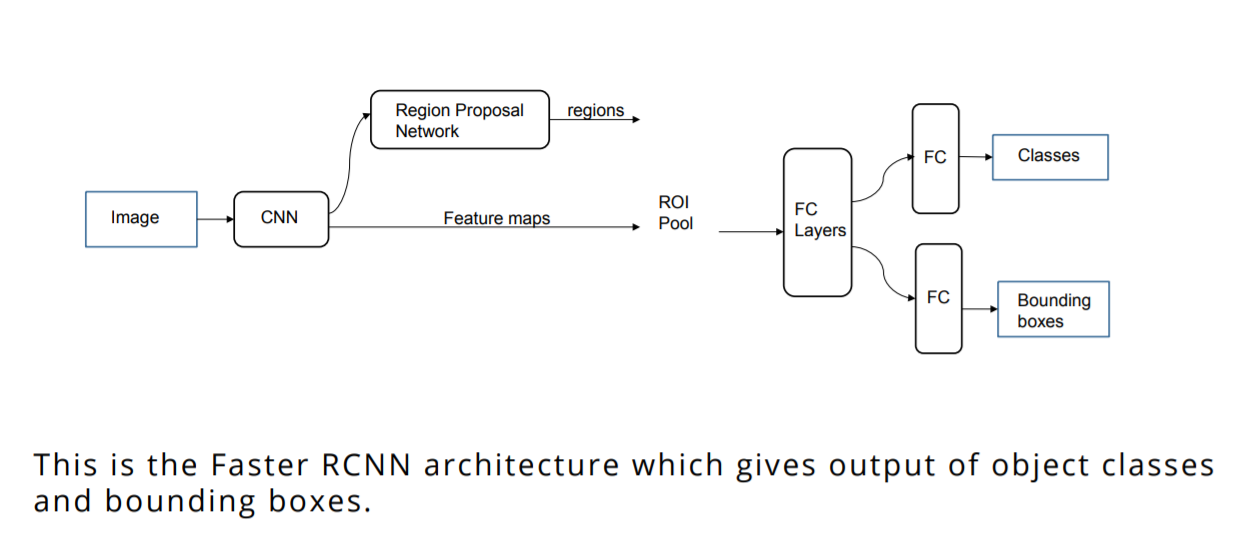 Region Proposal
Network
regions
Image
CNN
Feature maps
ROI
Pool
FC
Layers
FC
Classes
FC
Bounding
boxes
This is the Faster RCNN architecture which gives output of object classes
and bounding boxes.